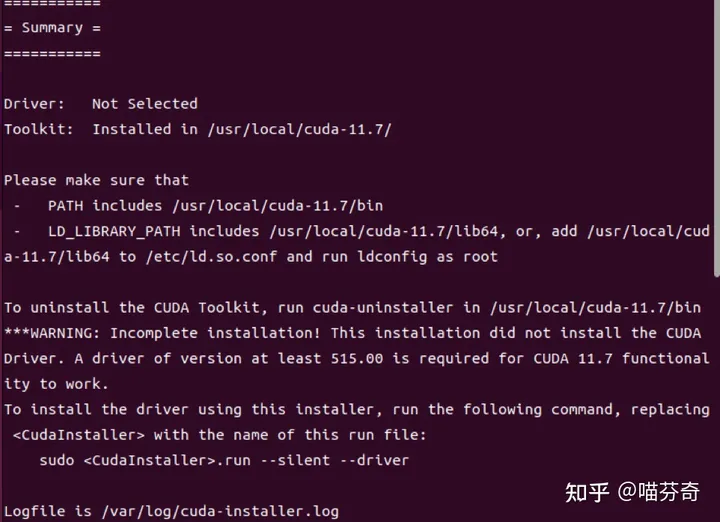 ===========
= Summary =
===========
Driver:   Not Selected
Toolkit:  Installed in /usr/local/cuda-11.7/
Please make sure that
 -   PATH includes /usr/local/cuda-11.7/bin
 -   LD_LIBRARY_PATH includes /usr/local/cuda-11.7/lib64, or, add /usr/local/cud
a-11.7/lib64 to /etc/ld.so.conf and run ldconfig as root
To uninstall the CUDA Toolkit, run cuda-uninstaller in /usr/local/cuda-11.7/bin
***WARNING: Incomplete installation! This installation did not install the CUDA
Driver. A driver of version at least 515.00 is required for CUDA 11.7 functional
ity to work.
To install the driver using this installer, run the following command, replacing
 <CudaInstaller> with the name of this run file:
    sudo <CudaInstaller>.run --silent --driver
Logfile is /var/log/cuda-installer.log
知乎 @喵芬奇